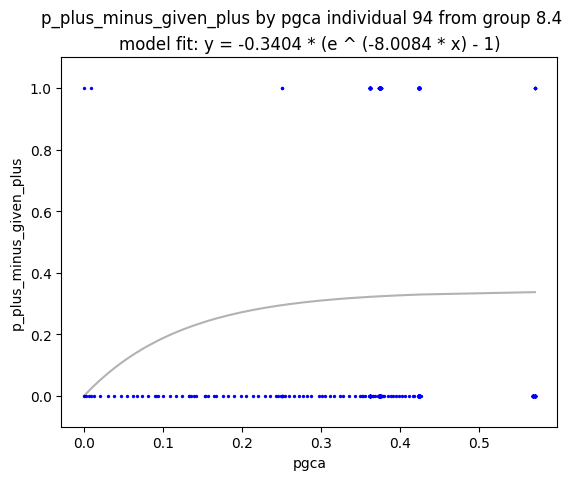 p_plus_minus_given_plus by pgca individual 94 from group 8.4
model fit: y = -0.3404 * (e ^ (-8.0084 * x) - 1)
1.0
0.8
0.6
0.4
0.2
0.0
p_plus_minus_given_plus
0.0 0.1 0.2 0.3 0.4 0.5
pgca